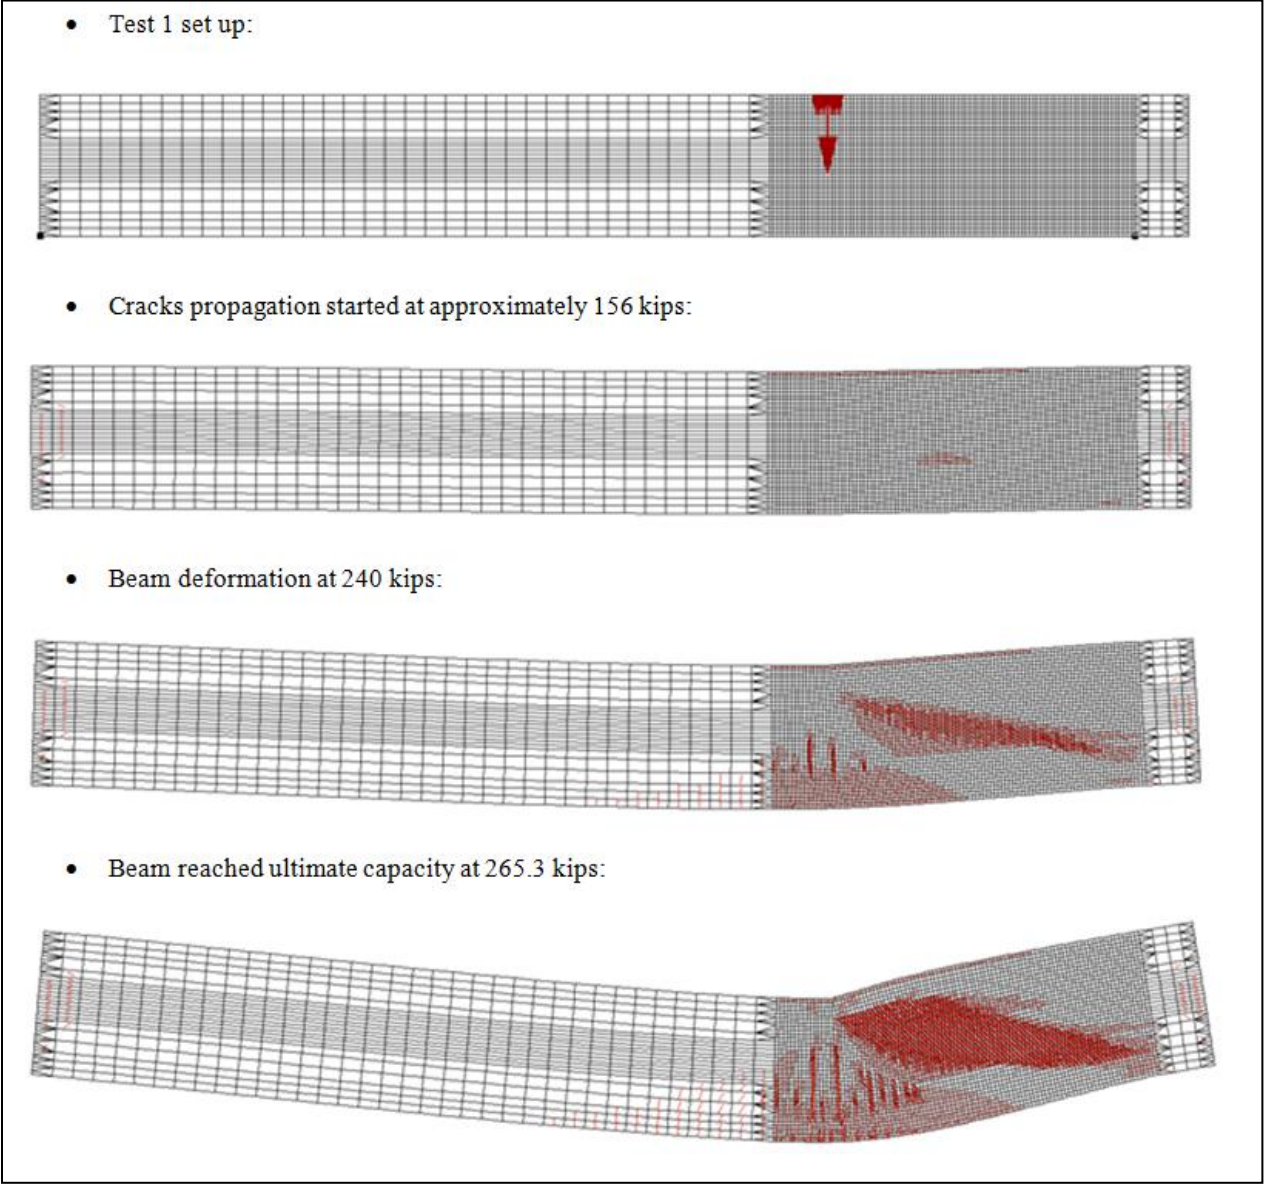 • Test 1 set up:
• Cracks propagation started at approximately 156 kips:
• Beam deformation at 240 kips:
• Beam reached ultimate capacity at 265.3 kips: